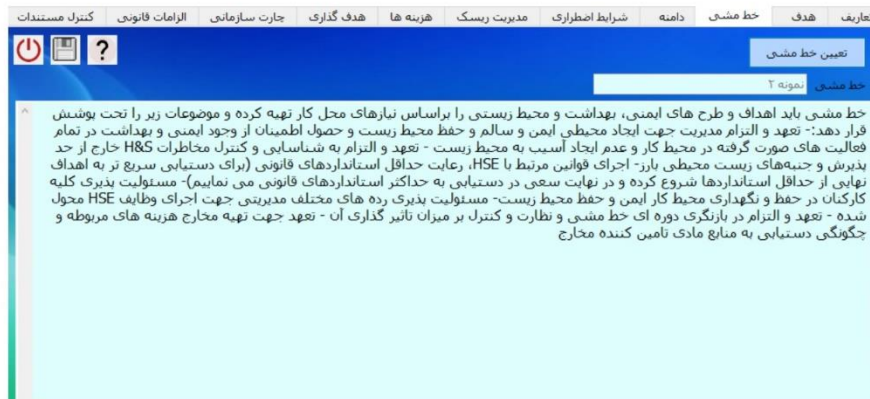 تعاریف هدف خط مشی دامنه شرایط اضطراری مدیریت ریسک هزینه ها هدف گذاری چارت سازمانی الزامات قانونی کنترل مستندات
?
تعیین خط مشی
خط مشی نمونه ۲
خط مشی باید اهداف و طرح های ایمنی، بهداشت و محیط زیستی را براساس نیازهای محل کار تهیه کرده و موضوعات زیر را تحت پوشش
قرار دهد:- تعهد و التزام مدیریت جهت ایجاد محیطی ایمن و سالم و حفظ محیط زیست و حصول اطمینان از وجود ایمنی و بهداشت در تمام
فعالیت های صورت گرفته در محیط کار و عدم ایجاد آسیب به محیط زیست - تعهد و التزام به شناسایی و کنترل مخاطرات H&S خارج از حد
پذیرش و جنبه‌های زیست محیطی بارز- اجرای قوانین مرتبط با HSE، رعایت حداقل استانداردهای قانونی (برای دستیابی سریع تر به اهداف
نهایی از حداقل استانداردها شروع کرده و در نهایت سعی در دستیابی به حداکثر استانداردهای قانونی می نماییم)- مسئولیت پذیری کلیه
کارکنان در حفظ و نگهداری محیط کار ایمن و حفظ محیط زیست- مسئولیت پذیری رده های مختلف مدیریتی جهت اجرای وظایف HSE محول
شده - تعهد و التزام در بازنگری دوره ای خط مشی و نظارت و کنترل بر میزان تاثیر گذاری آن - تعهد جهت تهیه مخارج هزینه های مربوطه و
چگونگی دستیابی به منابع مادی تامین کننده مخارج